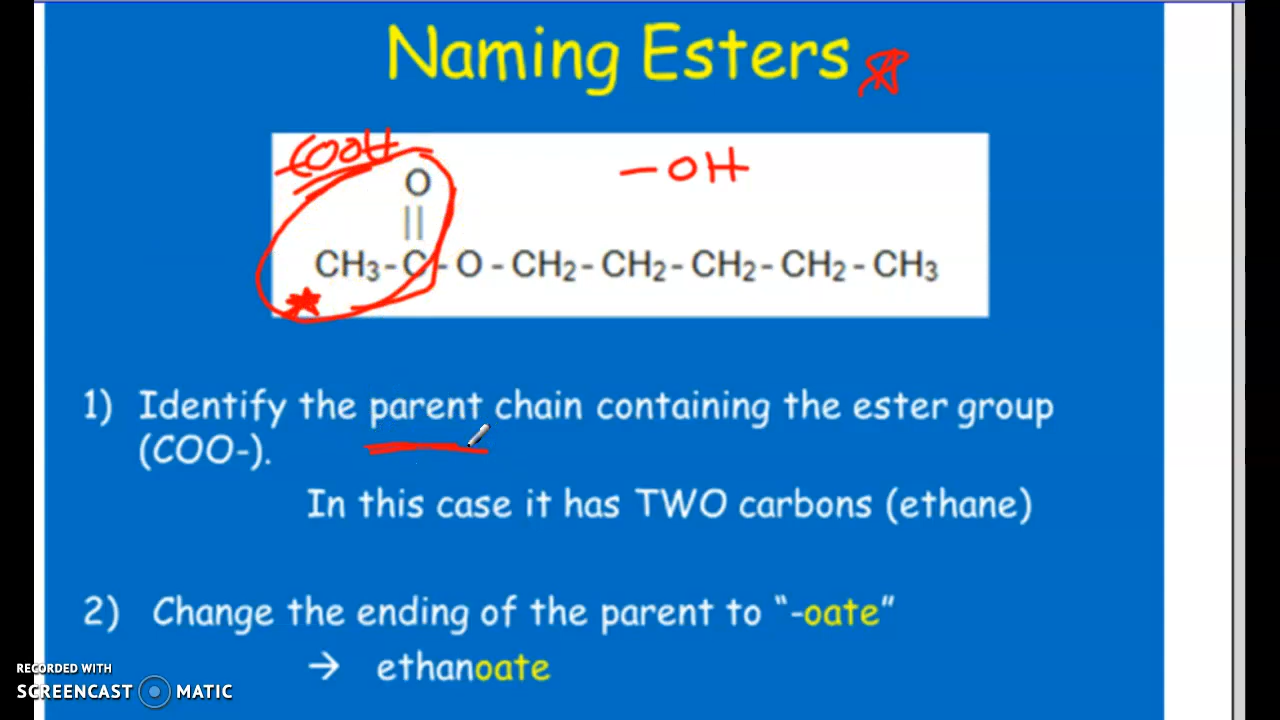 Naming Esters
COOH
-OH
O
||
CH₃-C-O-CH₂-CH₂-CH₂-CH₂-CH₃
1) Identify the parent chain containing the ester group
(COO-).
In this case it has TWO carbons (ethane)
2) Change the ending of the parent to “-oate”
→ ethanoate
RECORDED WITH
SCREENCAST MATIC